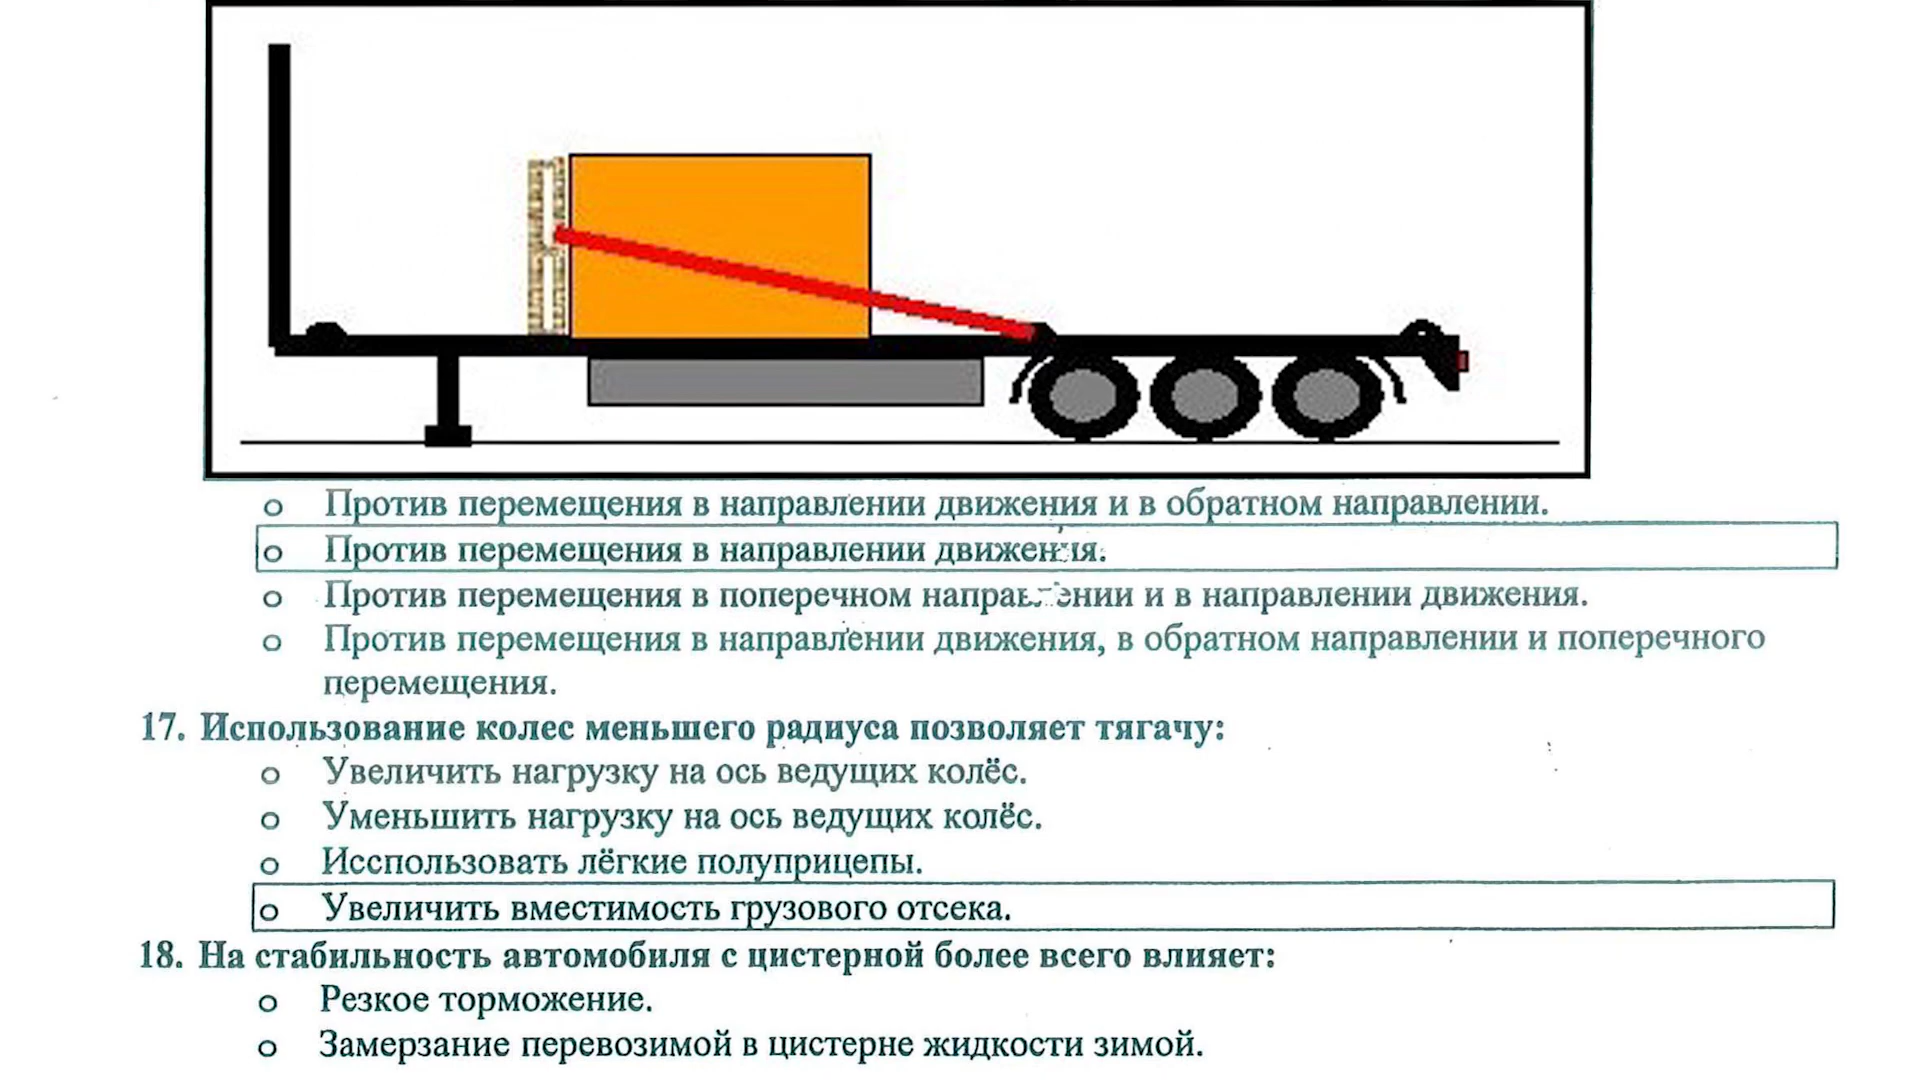 o Против перемещения в направлении движения и в обратном направлении.
o Против перемещения в направлении движения.
o Против перемещения в поперечном направлении и в направлении движения.
o Против перемещения в направлении движения, в обратном направлении и поперечного
перемещения.
17. Использование колес меньшего радиуса позволяет тягачу:
o Увеличить нагрузку на ось ведущих колёс.
o Уменьшить нагрузку на ось ведущих колёс.
o Исспользовать лёгкие полуприцепы.
o Увеличить вместимость грузового отсека.
18. На стабильность автомобиля с цистерной более всего влияет:
o Резкое торможение.
o Замерзание перевозимой в цистерне жидкости зимой.